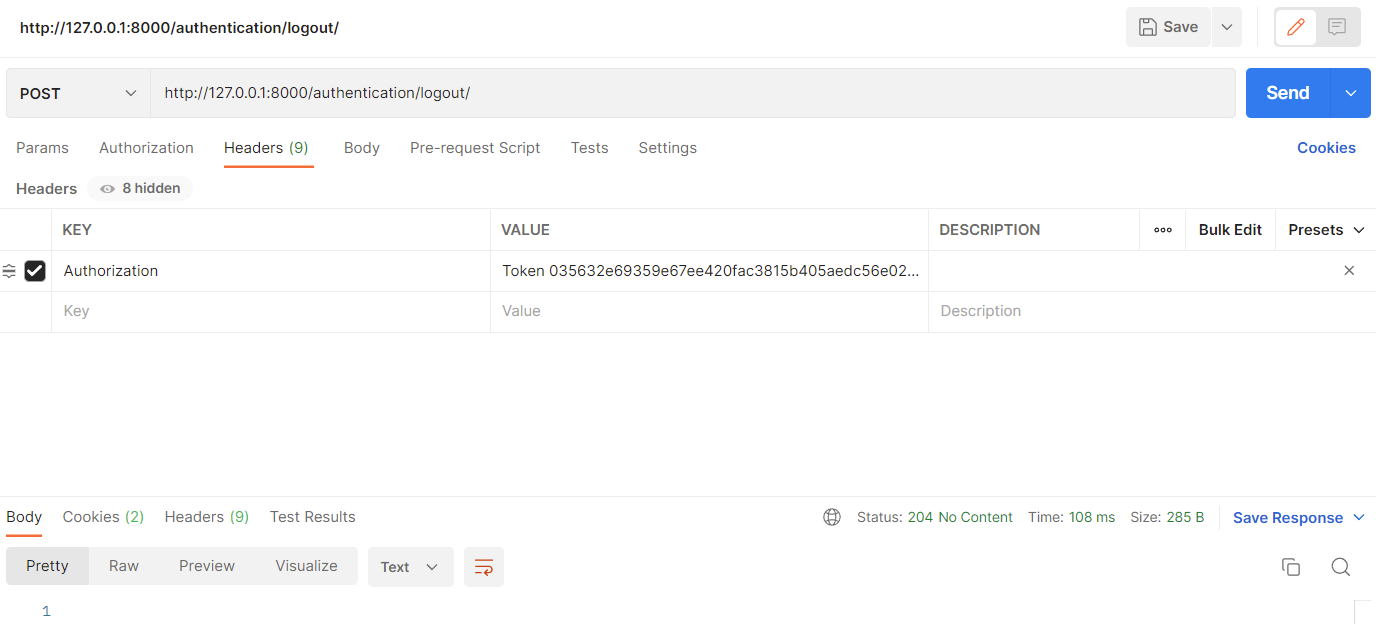 http://127.0.0.1:8000/authentication/logout/ Save
POST http://127.0.0.1:8000/authentication/logout/ Send
Params Authorization Headers (9) Body Pre-request Script Tests Settings Cookies
Headers 8 hidden
KEY VALUE DESCRIPTION Bulk Edit Presets
Authorization Token 035632e69359e67ee420fac3815b405aedc56e02...
Key Value Description
Body Cookies (2) Headers (9) Test Results Status: 204 No Content Time: 108 ms Size: 285 B Save Response
Pretty Raw Preview Visualize Text
1